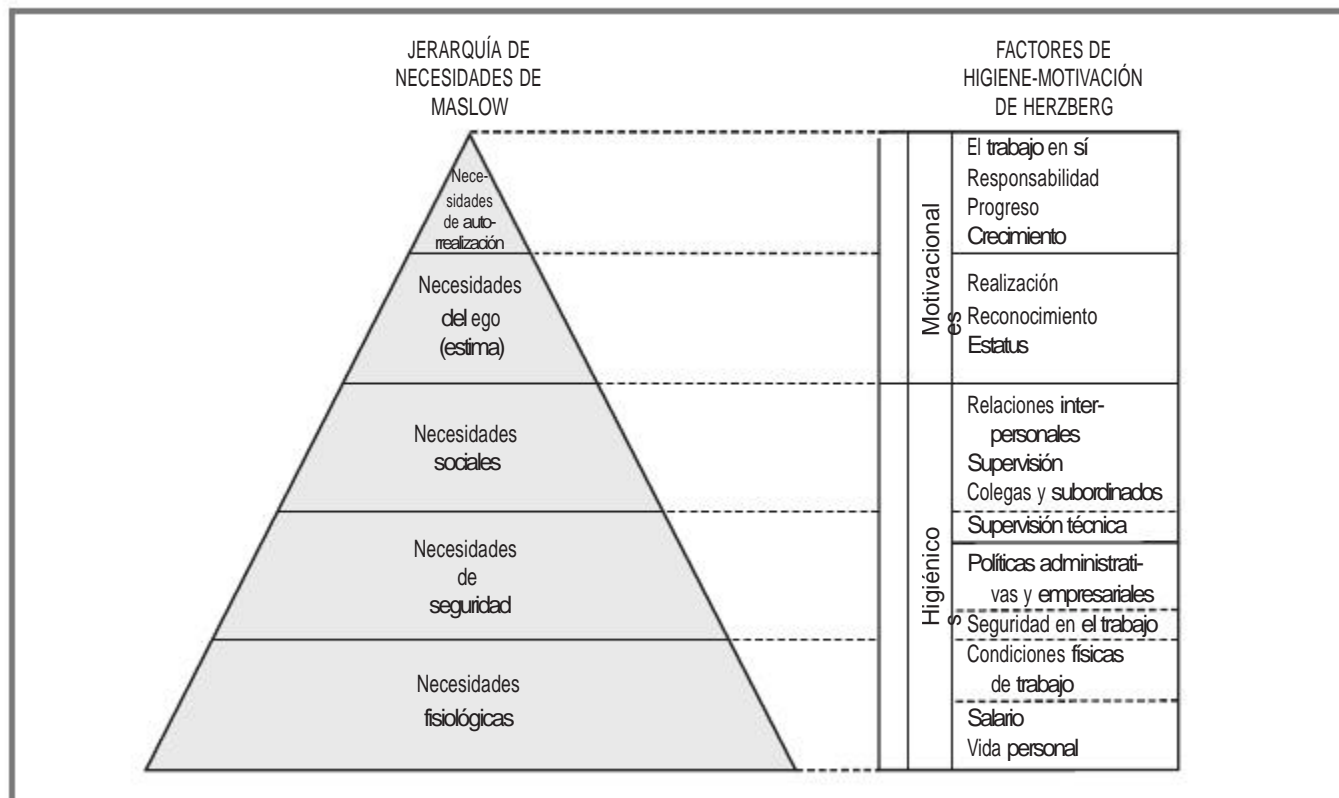 JERARQUÍA DE
NECESIDADES DE
MASLOW
FACTORES DE
HIGIENE-MOTIVACIÓN
DE HERZBERG
Nece-
sidades
de auto-
rrealización
Necesidades
del ego
(estima)
Necesidades
sociales
Necesidades
de
seguridad
Necesidades
fisiológicas
Motivacional
es
Higiénico
s
El trabajo en sí
Responsabilidad
Progreso
Crecimiento
Realización
Reconocimiento
Estatus
Relaciones inter-
personales
Supervisión
Colegas y subordinados
Supervisión técnica
Políticas administrati-
vas y empresariales
Seguridad en el trabajo
Condiciones físicas
de trabajo
Salario
Vida personal